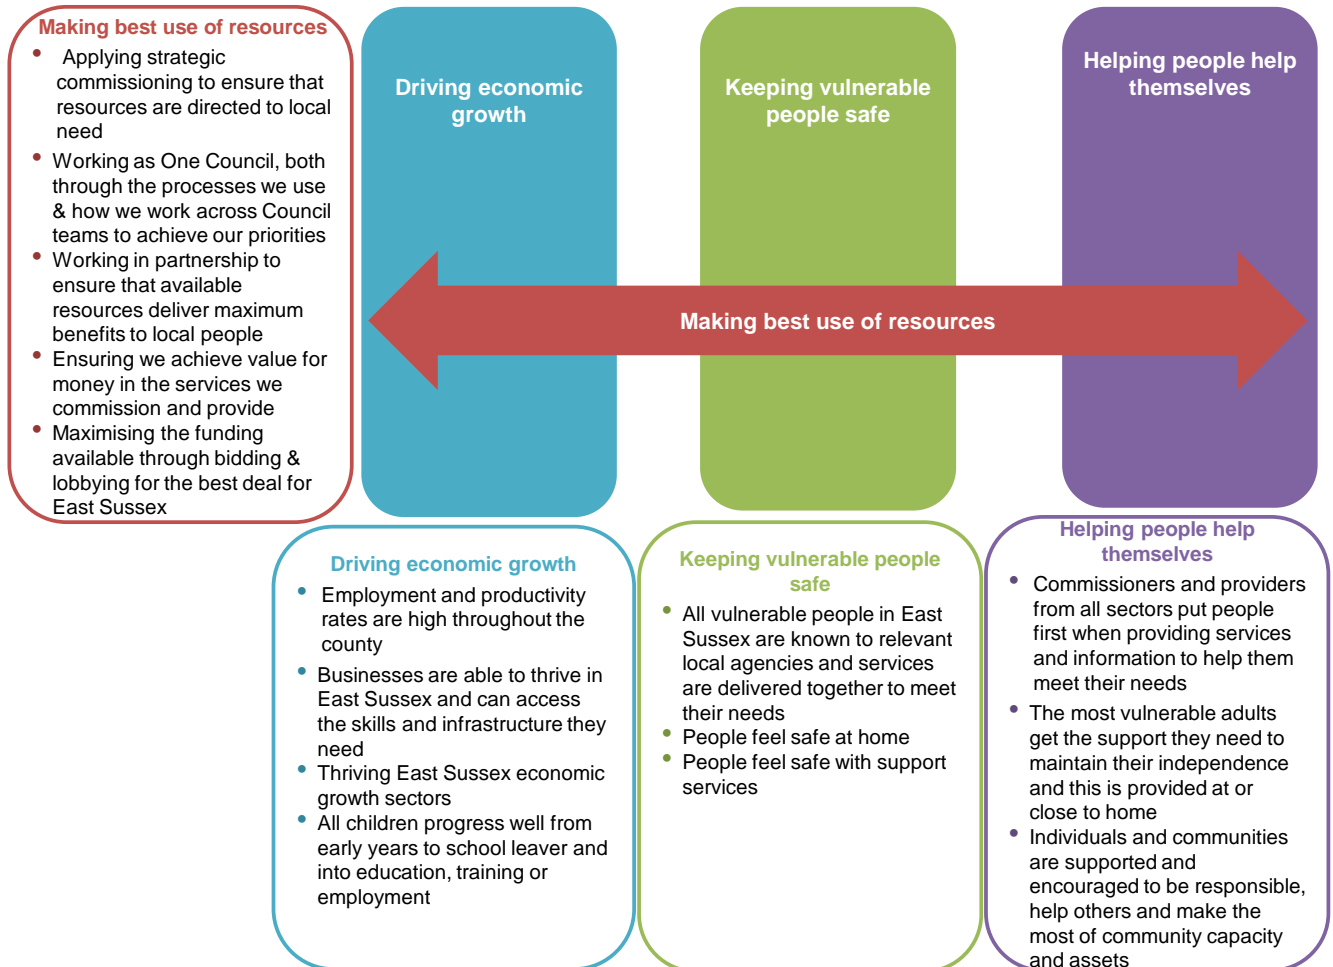 Making best use of resources
• Applying strategic
commissioning to ensure that
resources are directed to local
need
• Working as One Council, both
through the processes we use
& how we work across Council
teams to achieve our priorities
• Working in partnership to
ensure that available
resources deliver maximum
benefits to local people
• Ensuring we achieve value for
money in the services we
commission and provide
• Maximising the funding
available through bidding &
lobbying for the best deal for
East Sussex
Driving economic
growth
Keeping vulnerable
people safe
Helping people help
themselves
Making best use of resources
Driving economic growth
• Employment and productivity
rates are high throughout the
county
• Businesses are able to thrive in
East Sussex and can access
the skills and infrastructure they
need
• Thriving East Sussex economic
growth sectors
• All children progress well from
early years to school leaver and
into education, training or
employment
Keeping vulnerable people
safe
• All vulnerable people in East
Sussex are known to relevant
local agencies and services
are delivered together to meet
their needs
• People feel safe at home
• People feel safe with support
services
Helping people help
themselves
• Commissioners and providers
from all sectors put people
first when providing services
and information to help them
meet their needs
• The most vulnerable adults
get the support they need to
maintain their independence
and this is provided at or
close to home
• Individuals and communities
are supported and
encouraged to be responsible,
help others and make the
most of community capacity
and assets